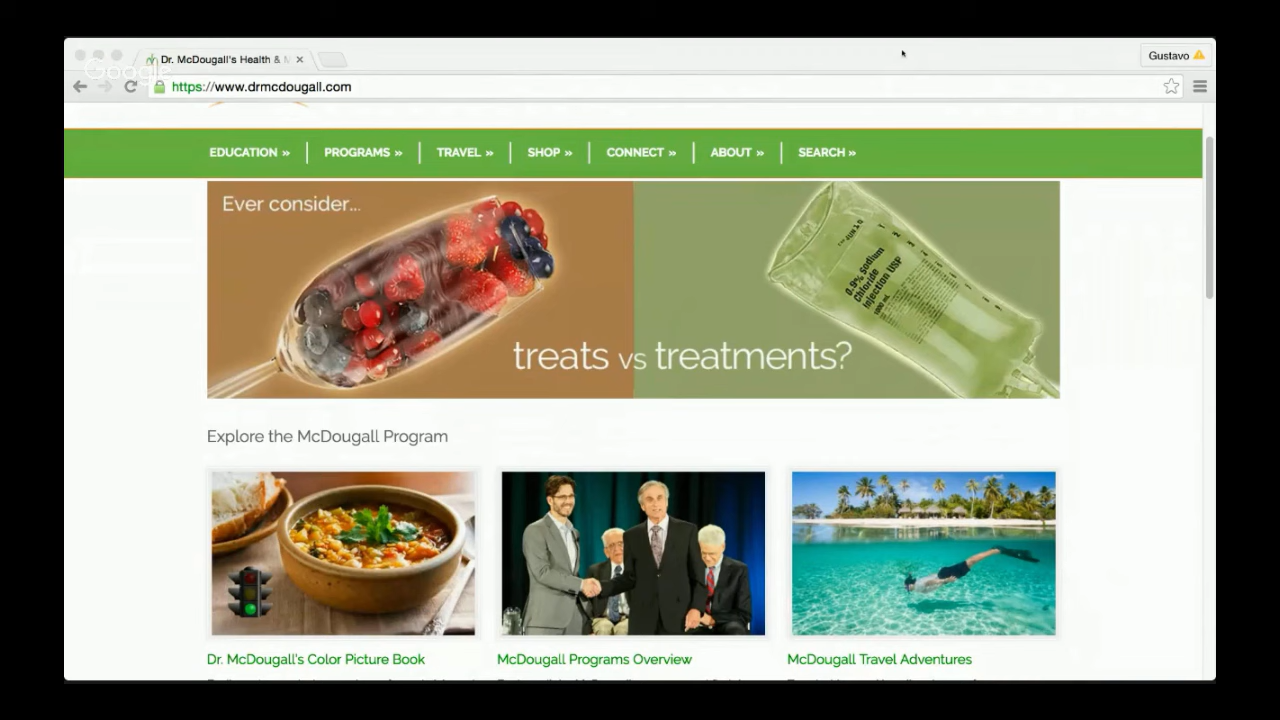 Dr. McDougall's Health & M
Gustavo
Google
https://www.drmcdougall.com
EDUCATION » PROGRAMS » TRAVEL » SHOP » CONNECT » ABOUT » SEARCH »
Ever consider...
0.9% Sodium
Chloride
Injection USP
treats vs treatments?
Explore the McDougall Program
Dr. McDougall's Color Picture Book
McDougall Programs Overview
McDougall Travel Adventures